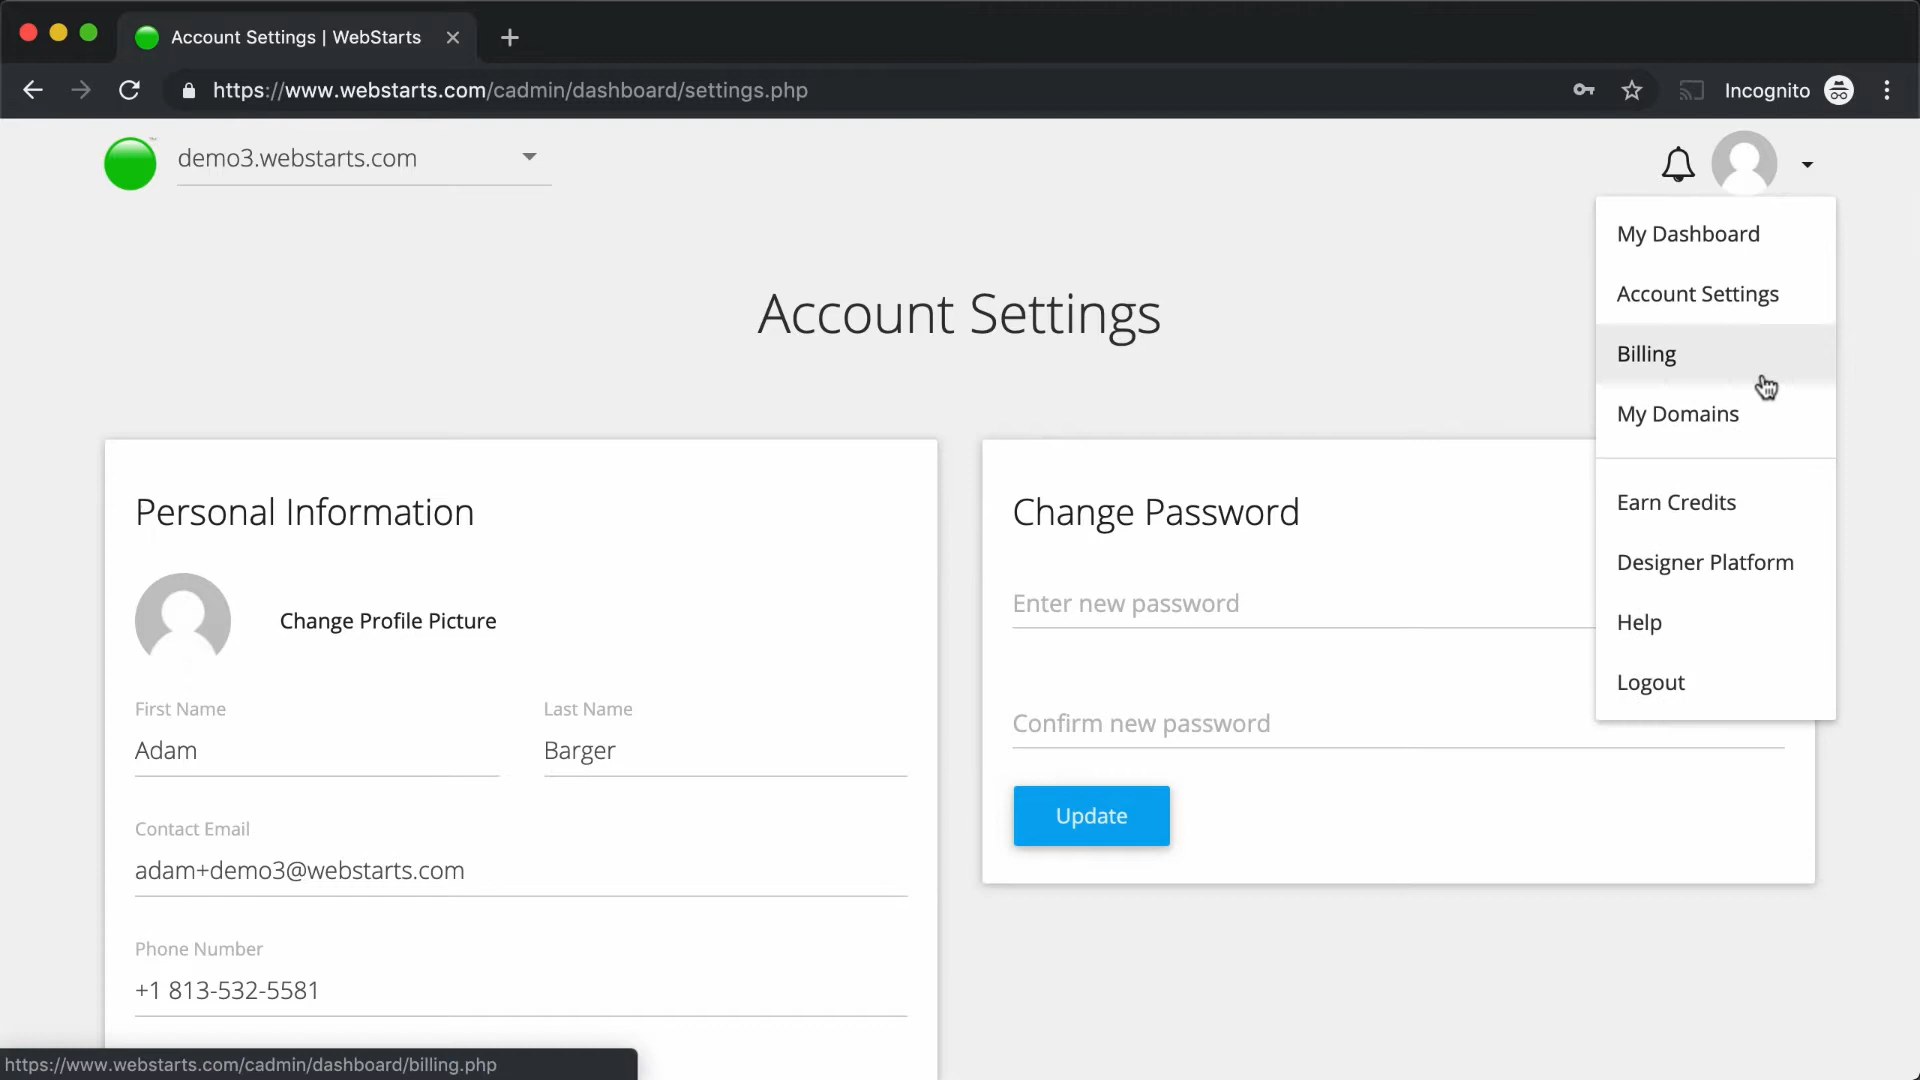 Account Settings | WebStarts
https://www.webstarts.com/cadmin/dashboard/settings.php
Incognito
demo3.webstarts.com
My Dashboard
Account Settings
Billing
My Domains
Earn Credits
Designer Platform
Help
Logout
Account Settings
Personal Information
Change Profile Picture
First Name
Last Name
Adam
Barger
Contact Email
adam+demo3@webstarts.com
Phone Number
+1 813-532-5581
Change Password
Enter new password
Confirm new password
Update
https://www.webstarts.com/cadmin/dashboard/billing.php